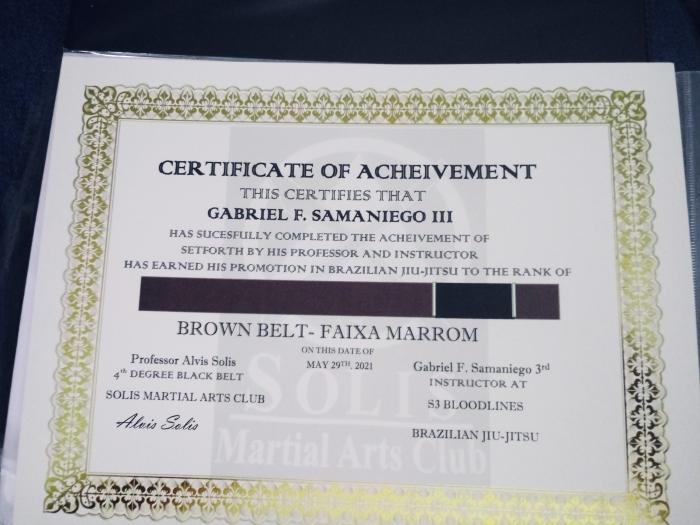 CERTIFICATE OF ACHEIVEMENT
THIS CERTIFIES THAT
GABRIEL F. SAMANIEGO III
HAS SUCESFULLY COMPLETED THE ACHEIVEMENT OF
SETFORTH BY HIS PROFESSOR AND INSTRUCTOR
HAS EARNED HIS PROMOTION IN BRAZILIAN JIU-JITSU TO THE RANK OF
BROWN BELT- FAIXA MARROM
ON THIS DATE OF
MAY 29TH, 2021
Professor Alvis Solis
4th DEGREE BLACK BELT
SOLIS MARTIAL ARTS CLUB
Alvis Solis
Gabriel F. Samaniego 3rd
INSTRUCTOR AT
S3 BLOODLINES
BRAZILIAN JIU-JITSU
SOLIS
Martial Arts Club